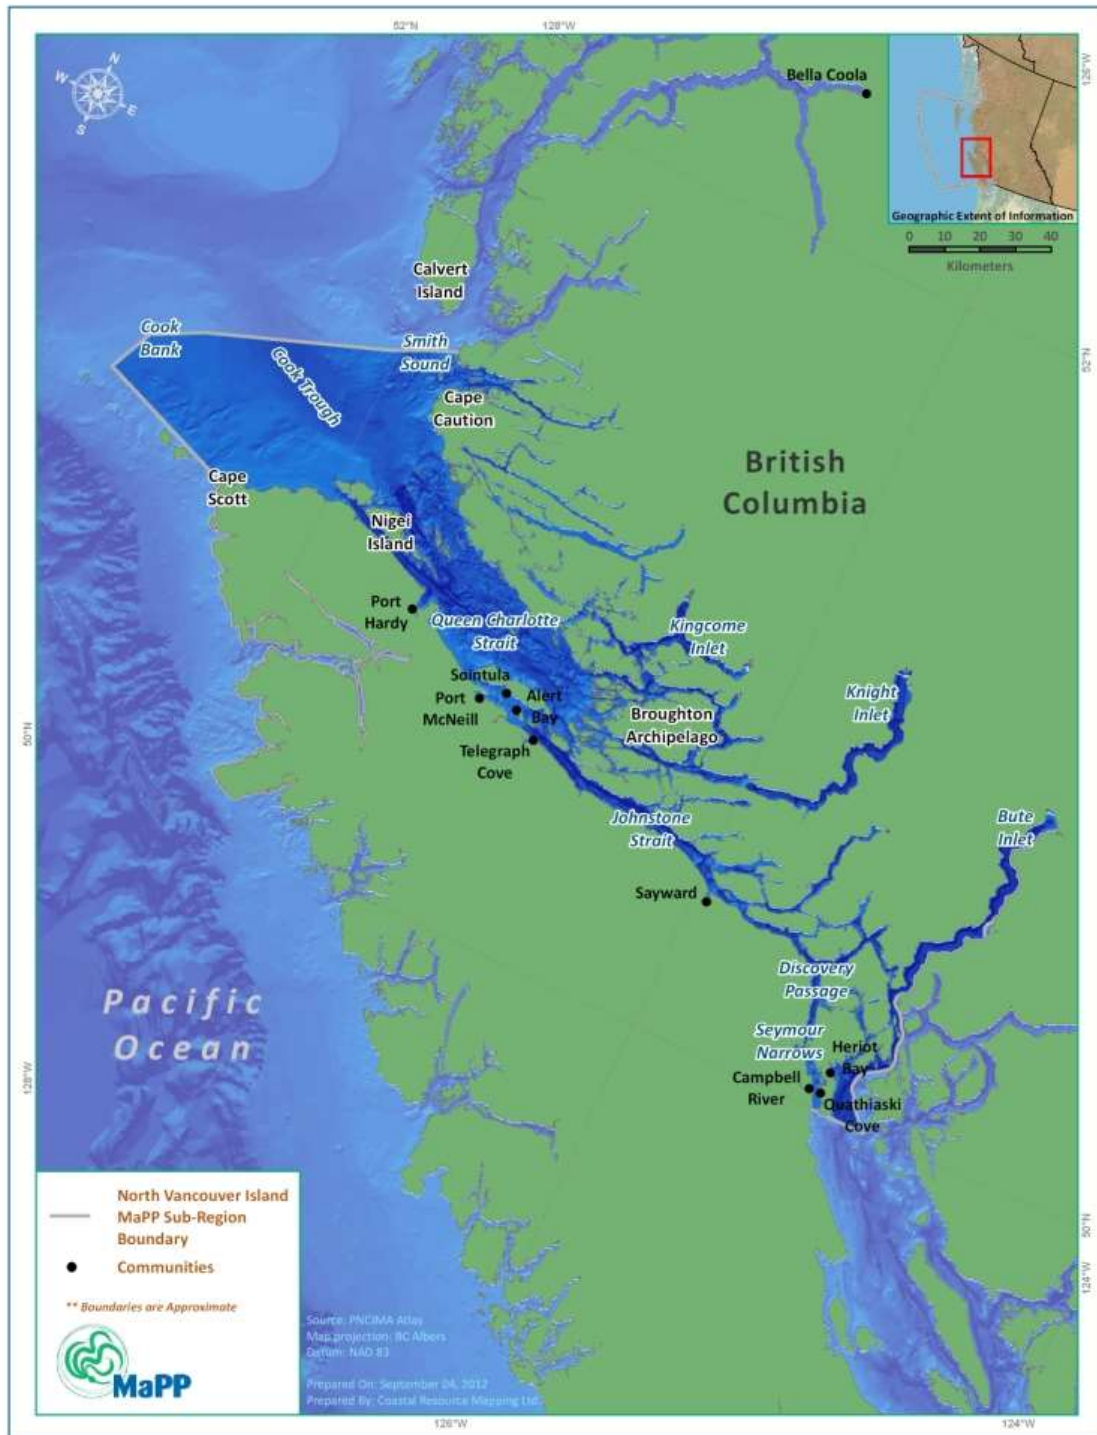 52°N
128°W
N
W
E
S
Bella Coola
126°W
Geographic Extent of Information
0 10 20 30 40
Kilometers
Calvert
Island
Cook
Bank
Cook Trough
Smith
Sound
52°N
Cape
Caution
Cape
Scott
British
Columbia
Nigei
Island
Port
Hardy
Queen Charlotte
Strait
Kingcome
Inlet
Sointula
Port
McNeill
Alert
Bay
Broughton
Archipelago
Knight
Inlet
50°N
Telegraph
Cove
Johnstone
Strait
Bute
Inlet
Sayward
Discovery
Passage
Pacific
Ocean
Seymour
Narrows
Heriot
Bay
Campbell
River
Quathiaski
Cove
128°W
North Vancouver Island
MaPP Sub-Region
Boundary
Communities
** Boundaries are Approximate
MaPP
Source: PNCIMA Atlas
Map projection: BC Albers
Datum: NAD 83
Prepared On: September 04, 2012
Prepared By: Coastal Resource Mapping Ltd.
50°N
124°W
126°W
124°W